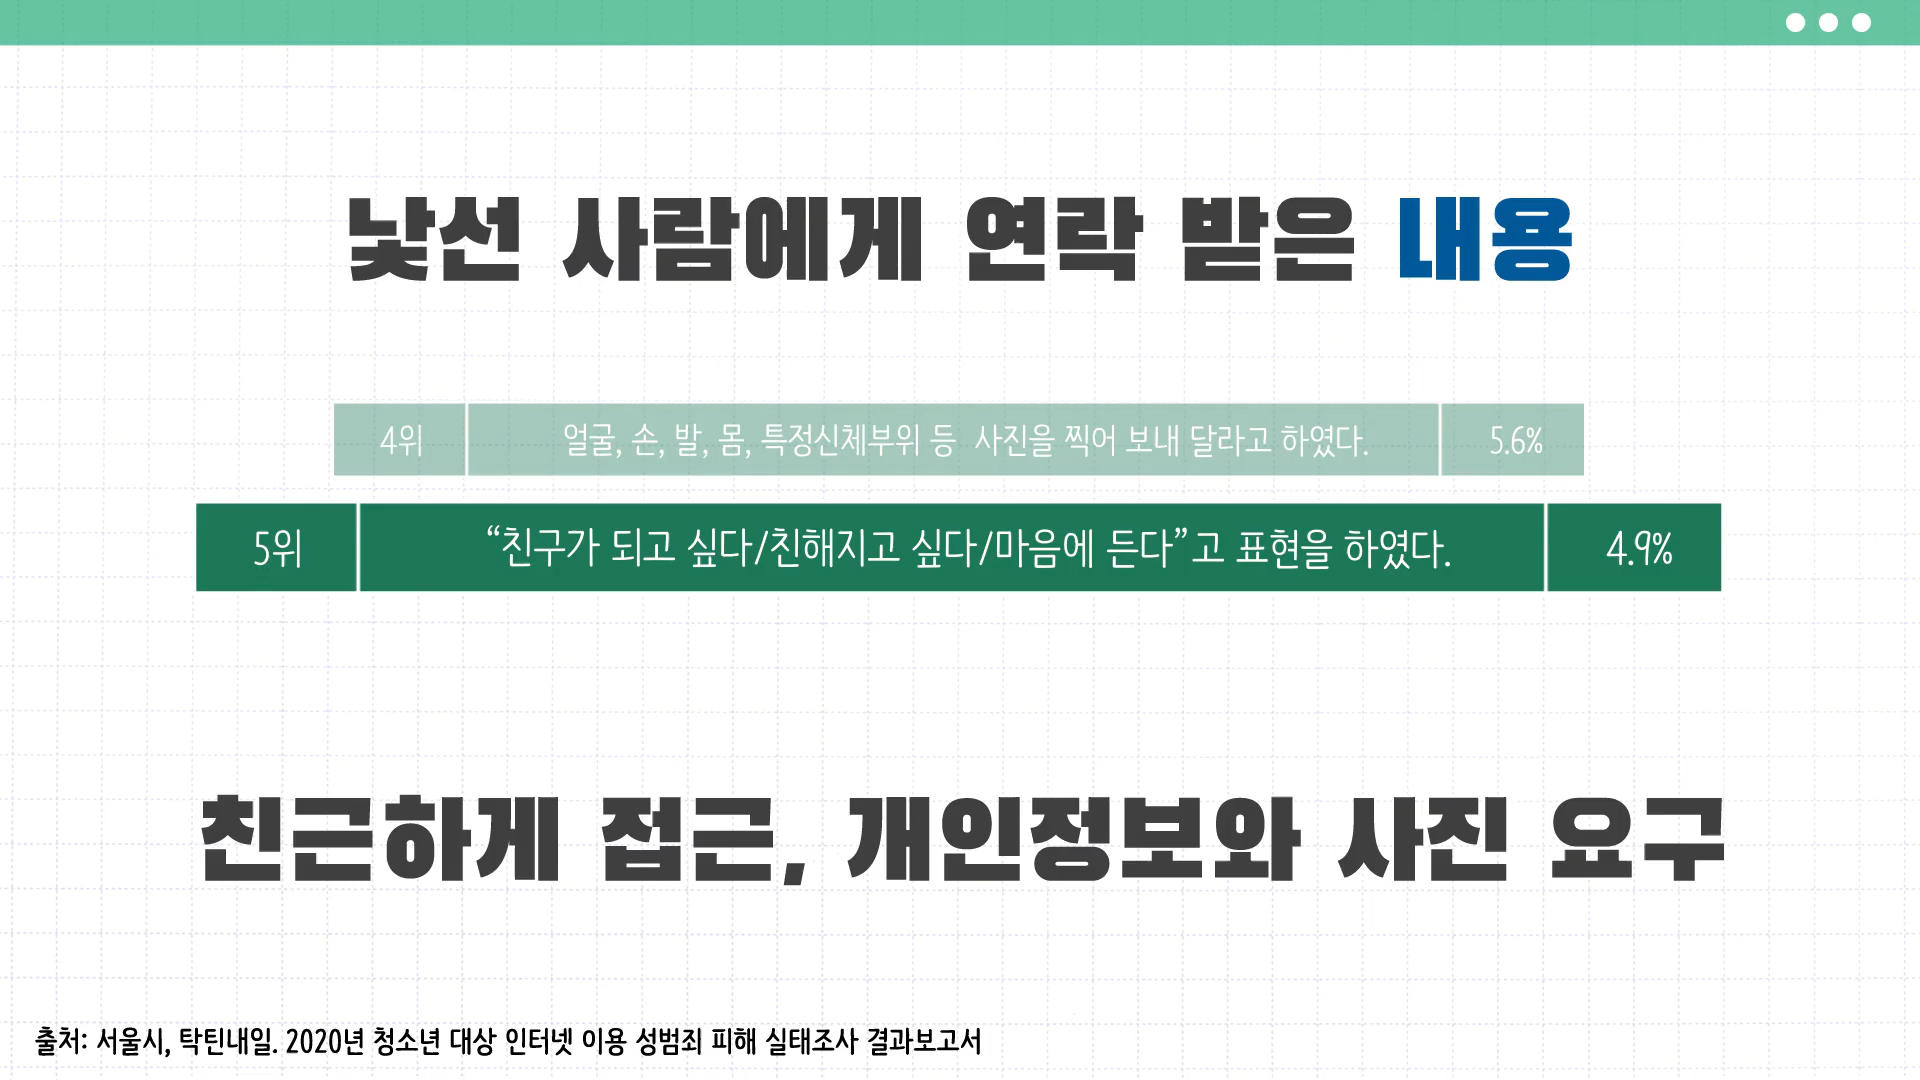 낯선 사람에게 연락 받은 내용
4위 얼굴, 손, 발, 몸, 특정신체부위 등 사진을 찍어 보내 달라고 하였다. 5.6%
5위 “친구가 되고 싶다/친해지고 싶다/마음에 든다”고 표현을 하였다. 4.9%
친근하게 접근, 개인정보와 사진 요구
출처: 서울시, 탁틴내일. 2020년 청소년 대상 인터넷 이용 성범죄 피해 실태조사 결과보고서